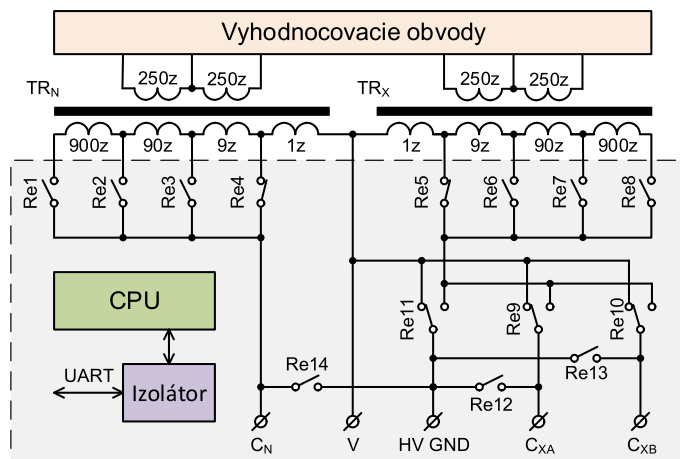 Vyhodnocovacie obvody
250z 250z 250z 250z
TRN TRX
900z 90z 9z 1z 1z 9z 90z 900z
Re1 Re2 Re3 Re4 Re5 Re6 Re7 Re8
CPU
Re11 Re9 Re10
UART
Izolátor
Re14
Re13
Re12
CN V HV GND CXA CXB